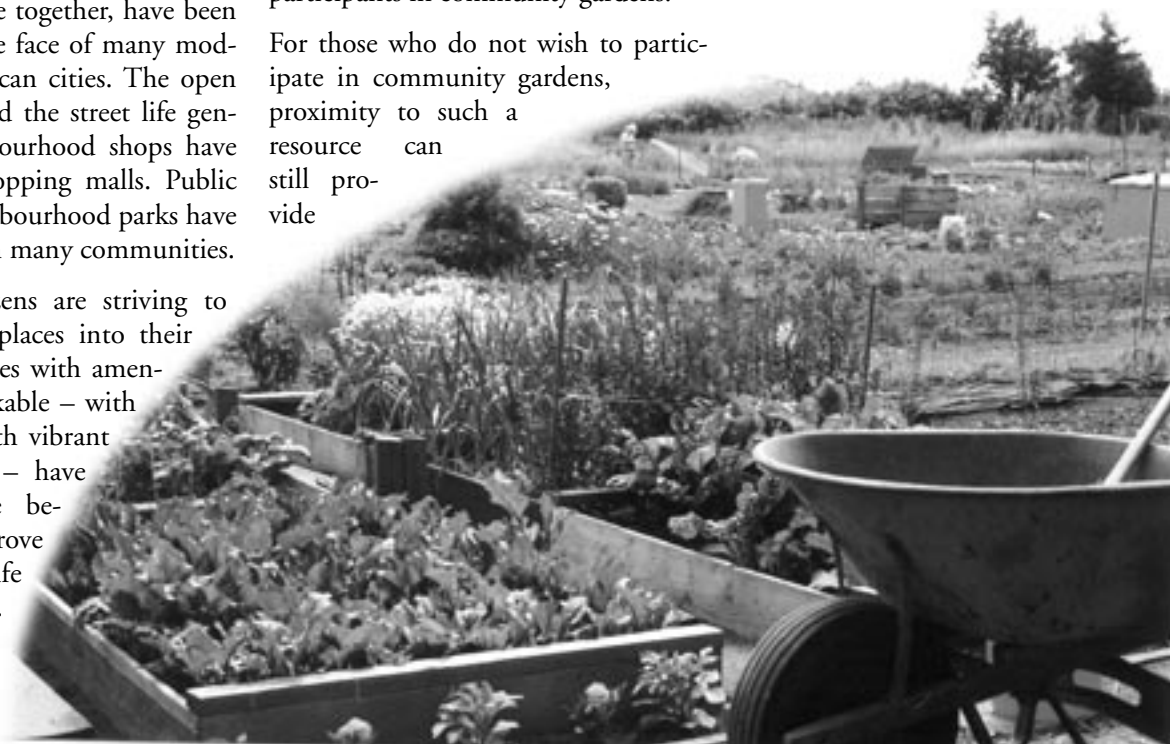 e together, have been
e face of many mod-
can cities. The open
d the street life gen-
ourhood shops have
opping malls. Public
bourhood parks have
many communities.
ens are striving to
places into their
es with amen-
kable – with
th vibrant
– have
be-
rove
ife
.
participants in community gardens.
For those who do not wish to partic-
ipate in community gardens,
proximity to such a
resource can
still pro-
vide